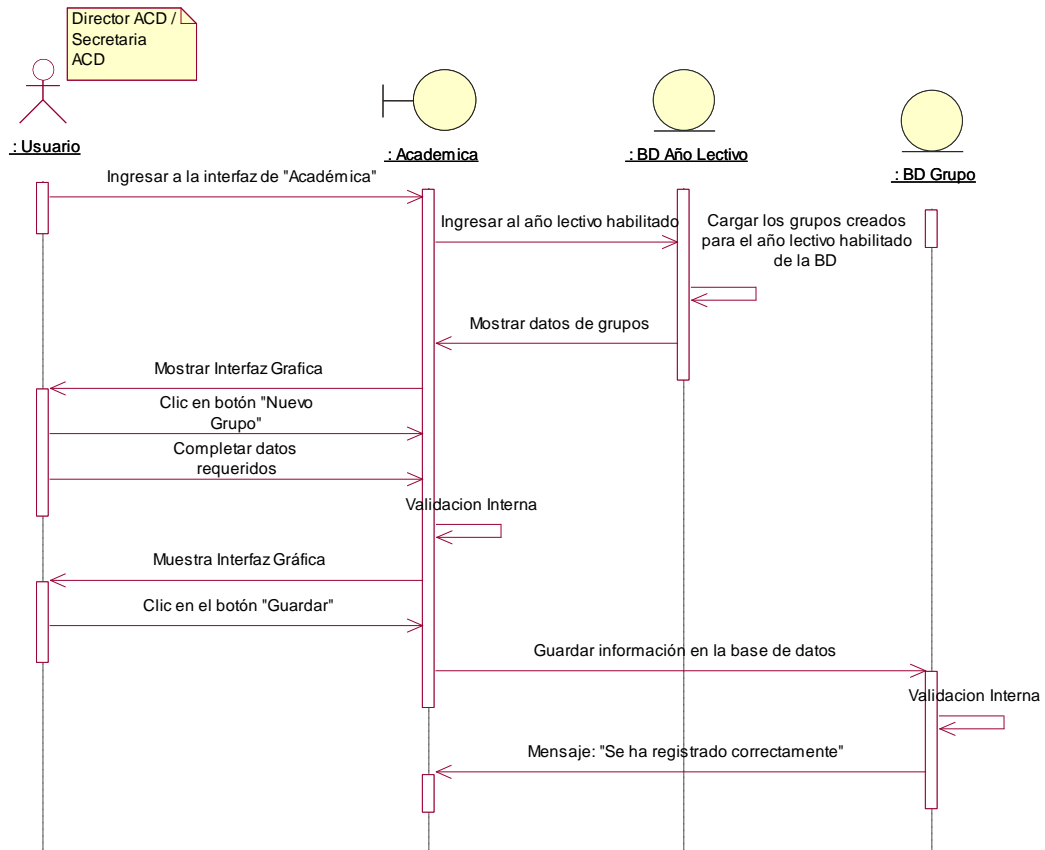 Director ACD /
Secretaria
ACD
: Usuario
: Academica
: BD Año Lectivo
: BD Grupo
Ingresar a la interfaz de "Académica"
Ingresar al año lectivo habilitado
Cargar los grupos creados
para el año lectivo habilitado
de la BD
Mostrar datos de grupos
Mostrar Interfaz Grafica
Clic en botón "Nuevo
Grupo"
Completar datos
requeridos
Validacion Interna
Muestra Interfaz Gráfica
Clic en el botón "Guardar"
Guardar información en la base de datos
Validacion Interna
Mensaje: "Se ha registrado correctamente"